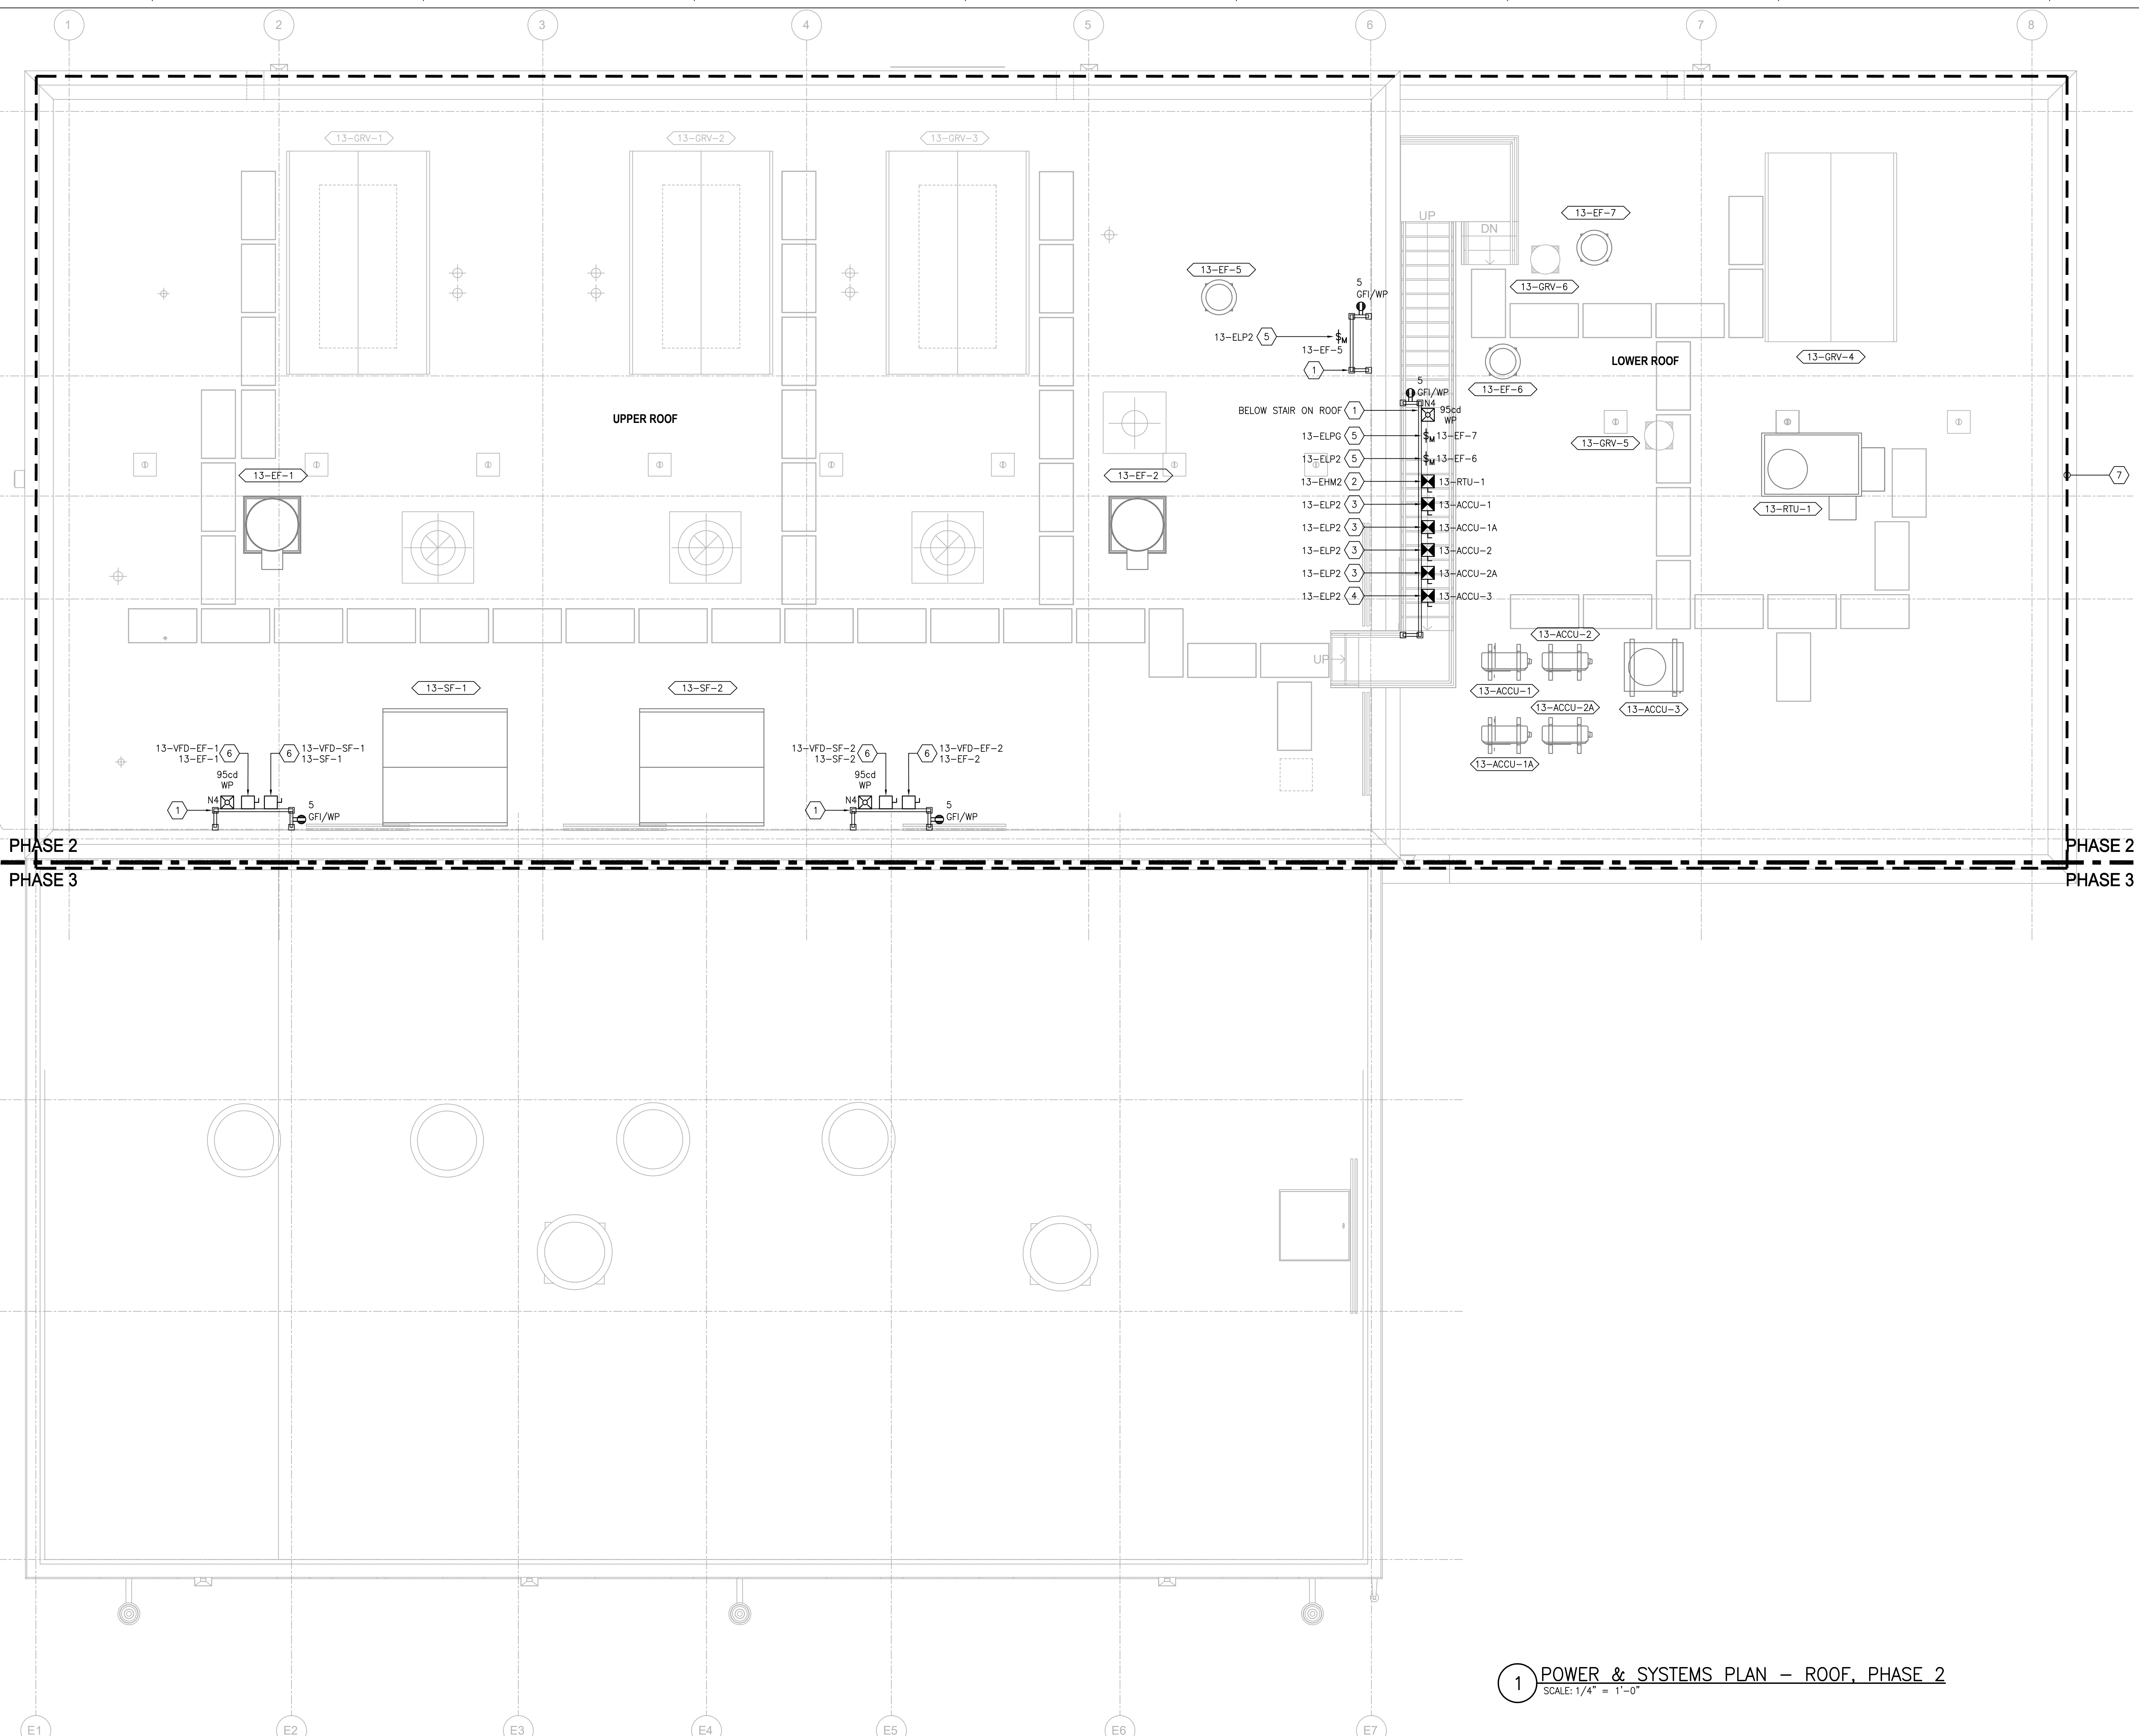 1
2
3
4
5
6
7
8
13-GRV-1
13-GRV-2
13-GRV-3
UP
DN
13-EF-7
13-GRV-6
13-EF-5
5
GFI/WP
13-ELP2 5
M
13-EF-5
1
13-EF-6
LOWER ROOF
13-GRV-4
UPPER ROOF
5
GFI/WP
BELOW STAIR ON ROOF 1
N4
95cd
WP
13-ELPG 5
M 13-EF-7
13-ELP2 5
M 13-EF-6
13-EHM2 2
13-RTU-1
13-ELP2 3
13-ACCU-1
13-ELP2 3
13-ACCU-1A
13-ELP2 3
13-ACCU-2
13-ELP2 3
13-ACCU-2A
13-ELP2 4
13-ACCU-3
13-GRV-5
13-RTU-1
7
13-EF-1
13-EF-2
UP
13-ACCU-2
13-ACCU-1
13-ACCU-2A
13-ACCU-3
13-ACCU-1A
13-SF-1
13-SF-2
13-VFD-EF-1
13-EF-1
6
6
13-VFD-SF-1
13-SF-1
95cd
WP
N4
1
5
GFI/WP
13-VFD-SF-2
13-SF-2
6
6
13-VFD-EF-2
13-EF-2
95cd
WP
N4
1
5
GFI/WP
PHASE 2
PHASE 2
PHASE 3
PHASE 3
1
POWER & SYSTEMS PLAN - ROOF, PHASE 2
SCALE: 1/4" = 1'-0"
E1
E2
E3
E4
E5
E6
E7